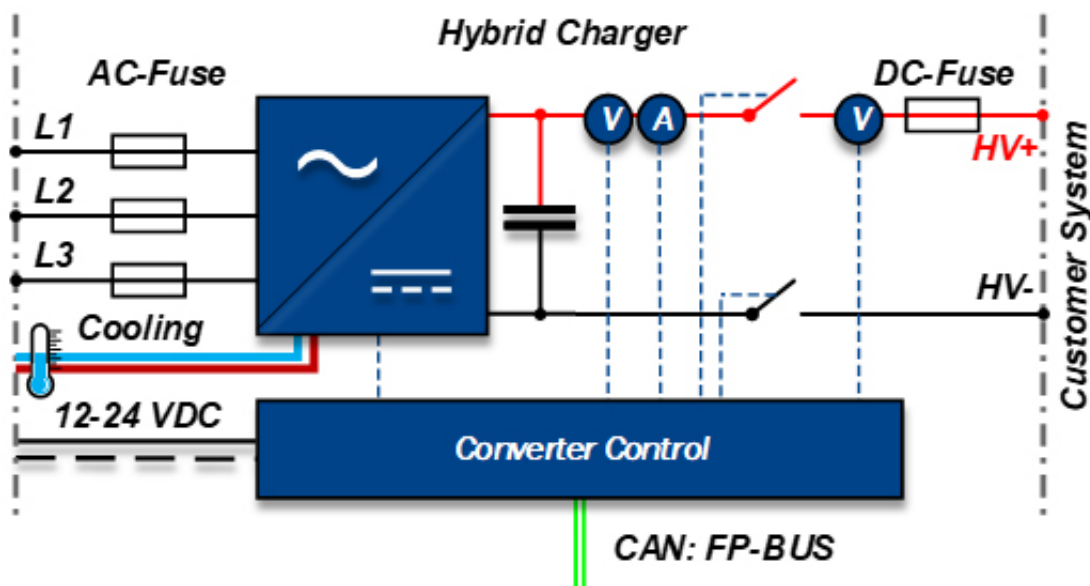 Hybrid Charger
AC-Fuse
DC-Fuse
L1
V
A
V
HV+
L2
L3
HV-
Cooling
Customer System
12-24 VDC
Converter Control
CAN: FP-BUS